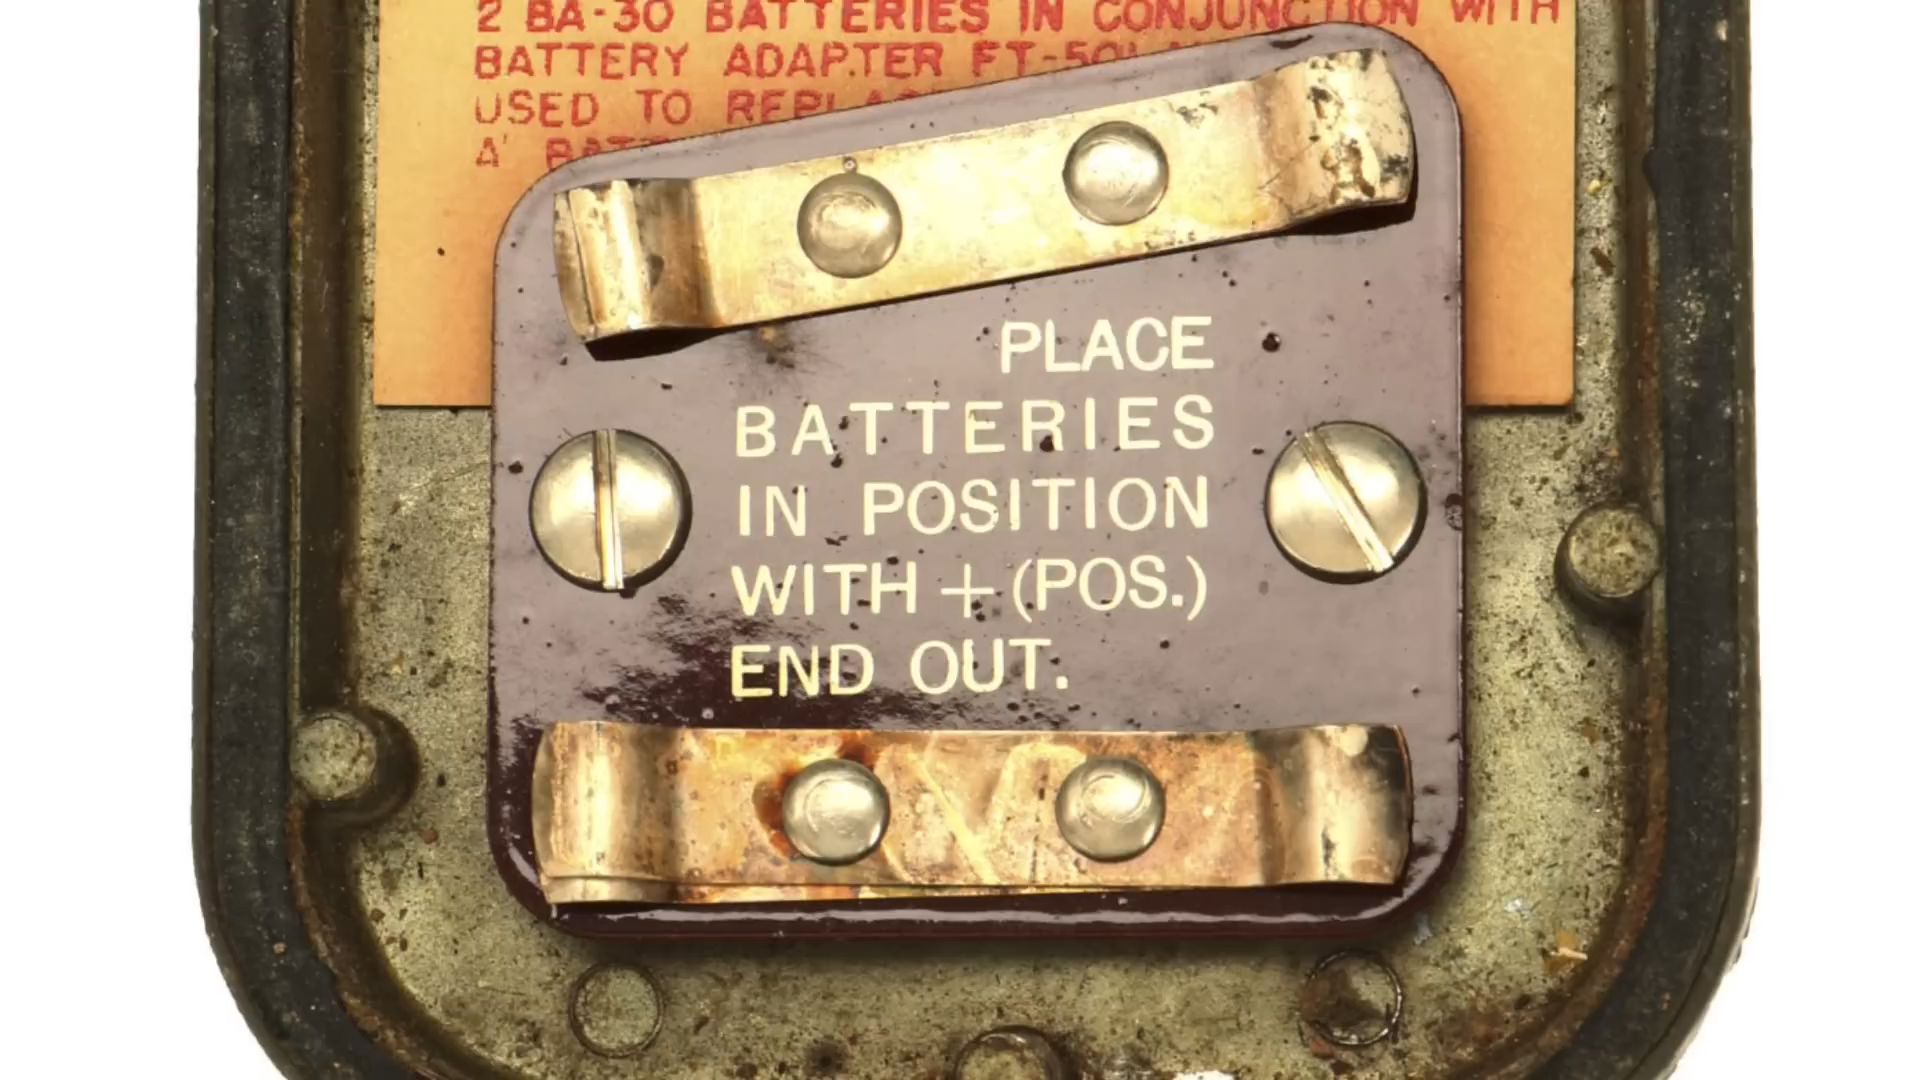 2 BA-30 BATTERIES IN CONJUNCTION WITH
BATTERY ADAPTER FT-501
USED TO
A'
PLACE
BATTERIES
IN POSITION
WITH + (POS.)
END OUT.